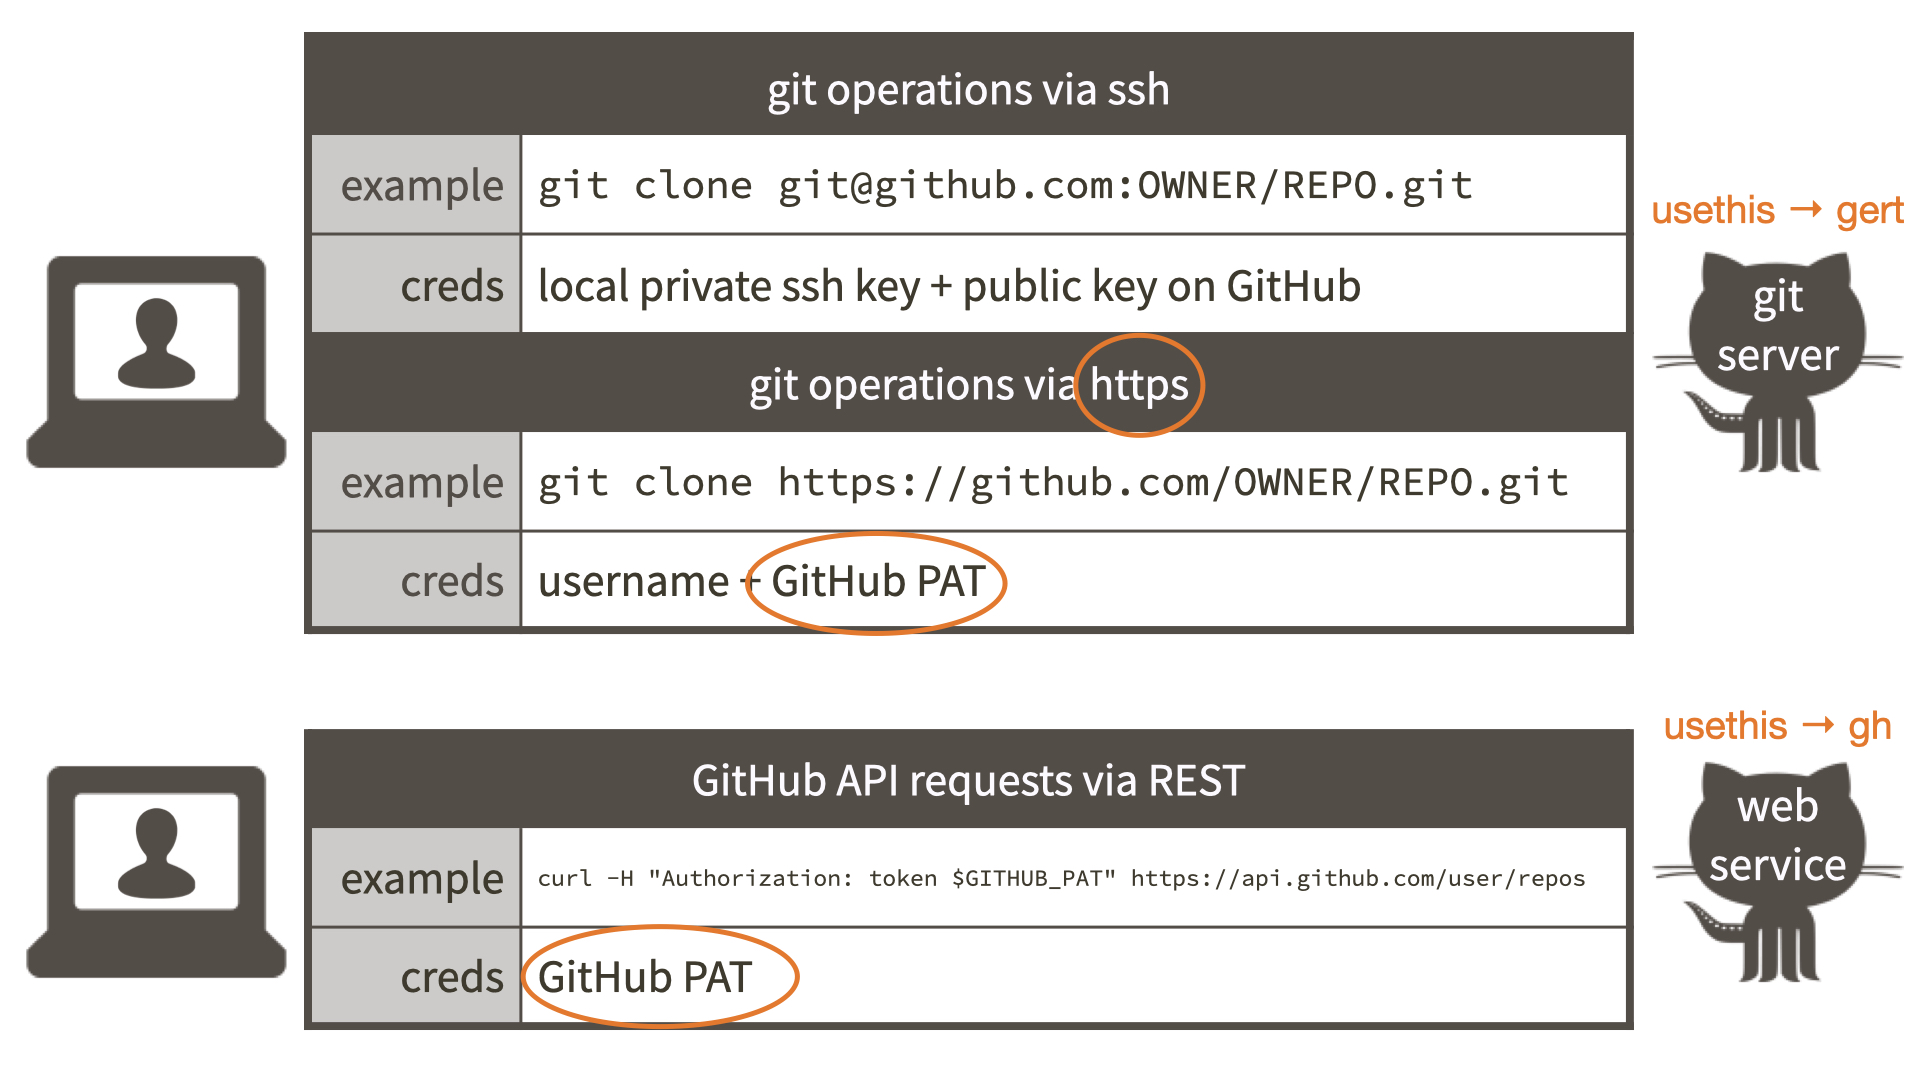 git operations via ssh
example git clone git@github.com:OWNER/REPO.git
creds local private ssh key + public key on GitHub
git operations via https
example git clone https://github.com/OWNER/REPO.git
creds username + GitHub PAT
usethis → gert
git
server
GitHub API requests via REST
example curl -H "Authorization: token $GITHUB_PAT" https://api.github.com/user/repos
creds GitHub PAT
usethis → gh
web
service